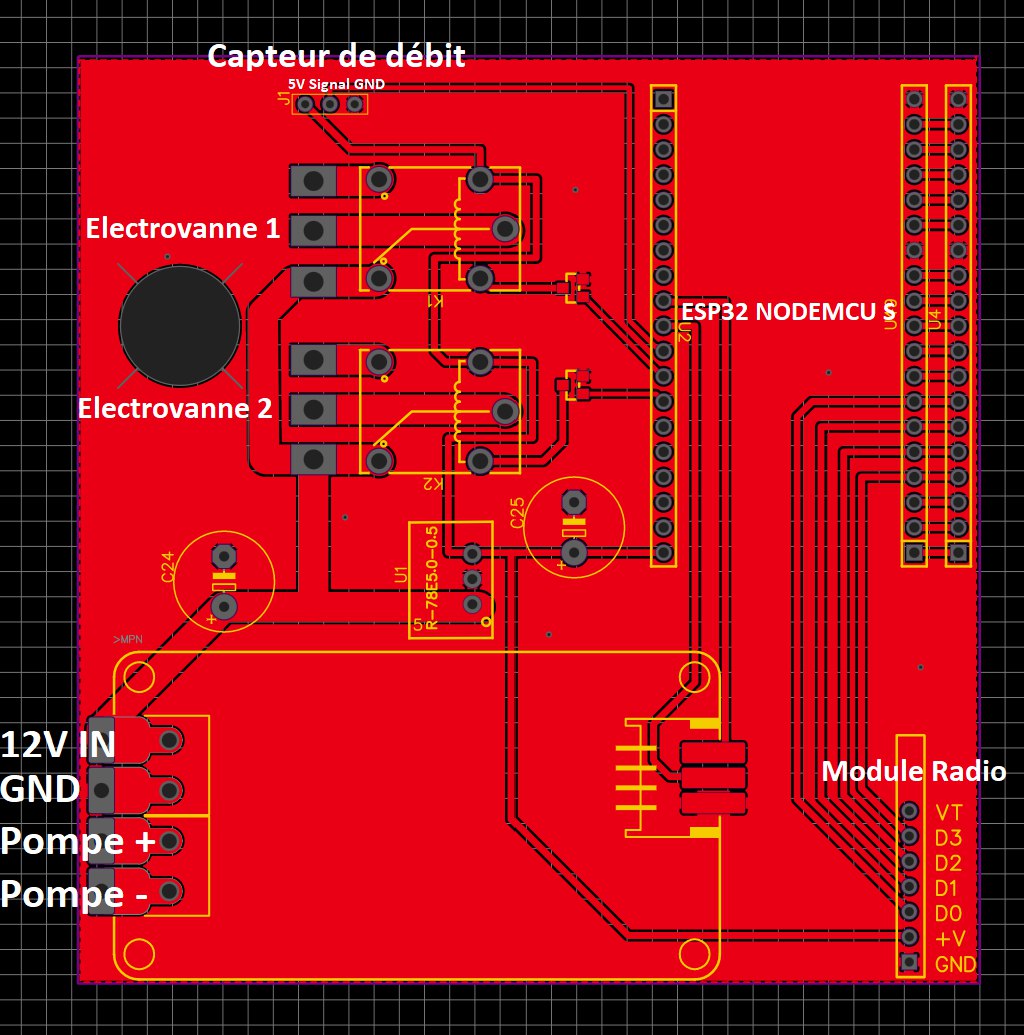 Capteur de débit
5V Signal GND
J1
Electrovanne 1
K1
ESP32 NODEMCU S
U2
U4
Electrovanne 2
K2
C25
C24
U1
R-78E5.0-0.5
5
+
+
>MPN
12V IN
GND
Pompe +
Pompe -
Module Radio
VT
D3
D2
D1
D0
+V
GND